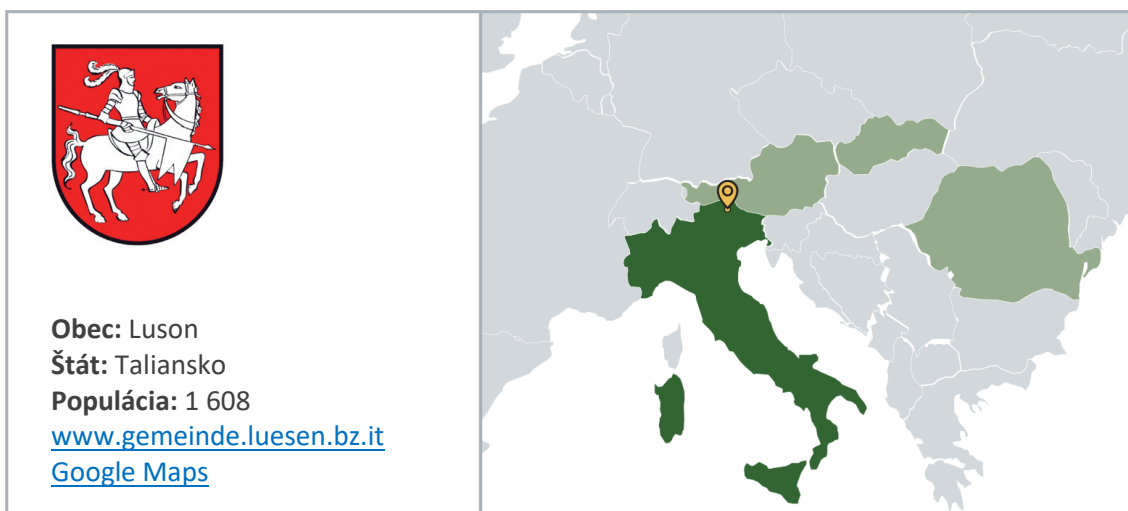 Obec: Luson
Štát: Taliansko
Populácia: 1 608
www.gemeinde.luesen.bz.it
Google Maps